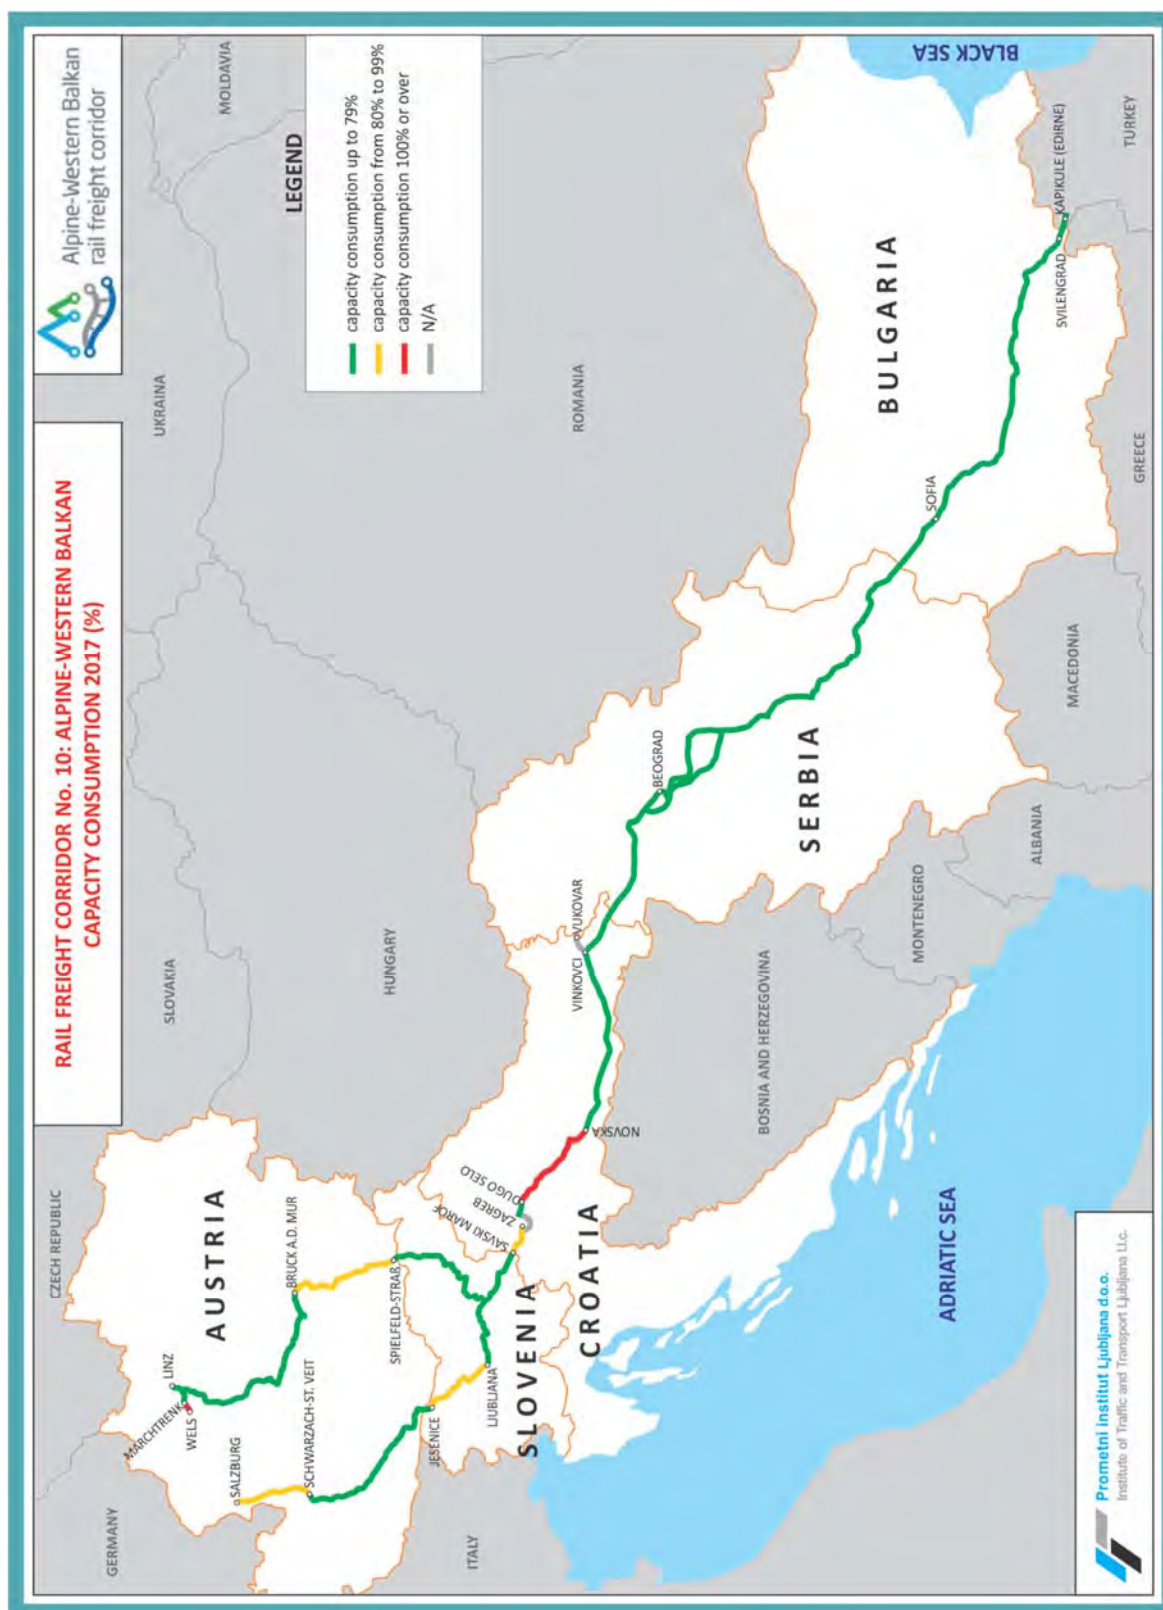 RAIL FREIGHT CORRIDOR No. 10: ALPINE-WESTERN BALKAN
CAPACITY CONSUMPTION 2017 (%)
Alpine-Western Balkan
rail freight corridor
LEGEND
capacity consumption up to 79%
capacity consumption from 80% to 99%
capacity consumption 100% or over
N/A
CZECH REPUBLIC
SLOVAKIA
UKRAINA
MOLDAVIA
GERMANY
AUSTRIA
HUNGARY
ROMANIA
LINZ
MARCHTRENK
WELS
SALZBURG
BRUCK A.D. MUR
SCHWARZACH-ST. VEIT
SPIELFELD-STRAß
JESENICE
LJUBLJANA
ITALY
SLOVENIA
SAVSKI MAROF
ZAGREB
DUGO SELO
NOVSKA
CROATIA
VINKOVCI
VUKOVAR
BEOGRAD
SERBIA
BOSNIA AND HERZEGOVINA
MONTENEGRO
ALBANIA
MACEDONIA
SOFIA
BULGARIA
SVILENGRAD
KAPIKULE (EDIRNE)
GREECE
TURKEY
BLACK SEA
ADRIATIC SEA
Prometni institut Ljubljana d.o.o.
Institute of Traffic and Transport Ljubljana Llc.